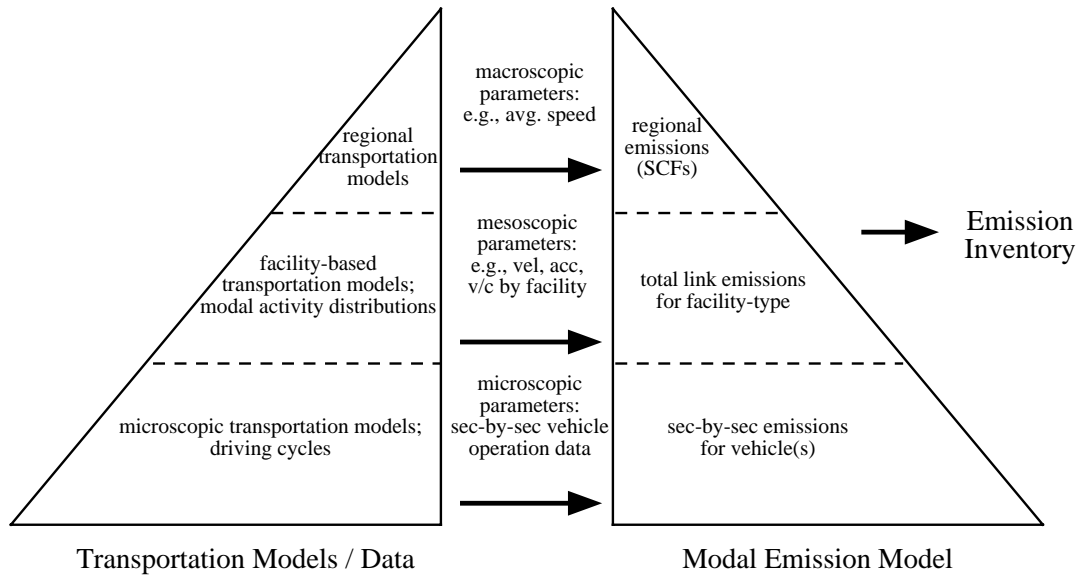 macroscopic
parameters:
e.g., avg. speed
regional
transportation
models
regional
emissions
(SCFs)
mesoscopic
parameters:
e.g., vel, acc,
v/c by facility
facility-based
transportation models;
modal activity distributions
total link emissions
for facility-type
Emission
Inventory
microscopic
parameters:
sec-by-sec vehicle
operation data
microscopic transportation models;
driving cycles
sec-by-sec emissions
for vehicle(s)
Transportation Models / Data
Modal Emission Model